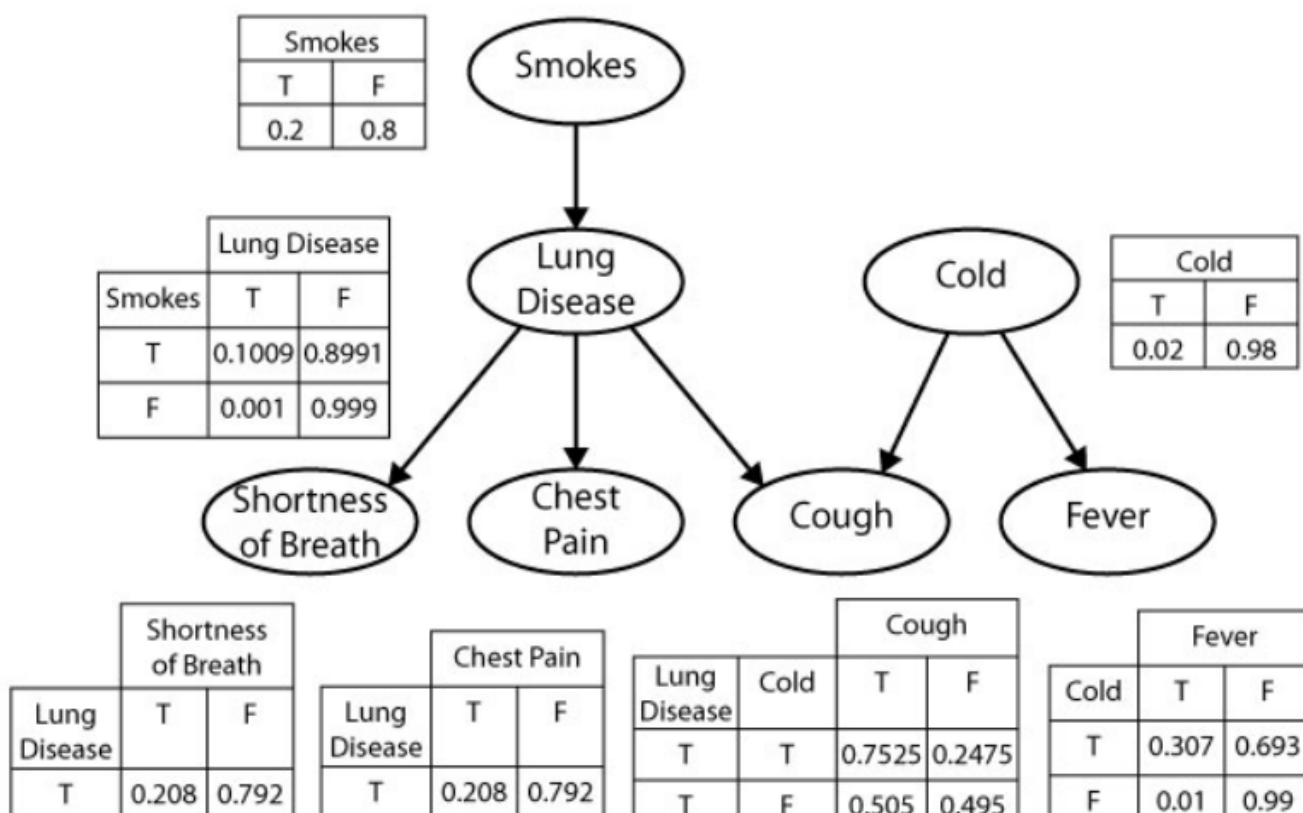 Smokes
T F
0.2 0.8
Smokes
Lung Disease
Smokes T F
T 0.1009 0.8991
F 0.001 0.999
Lung
Disease
Cold
Cold
T F
0.02 0.98
Shortness
of Breath
Chest
Pain
Cough
Fever
Shortness
of Breath
Lung
Disease T F
T 0.208 0.792
Chest Pain
Lung
Disease T F
T 0.208 0.792
Cough
Lung
Disease Cold T F
T T 0.7525 0.2475
T F 0.505 0.495
Fever
Cold T F
T 0.307 0.693
F 0.01 0.99